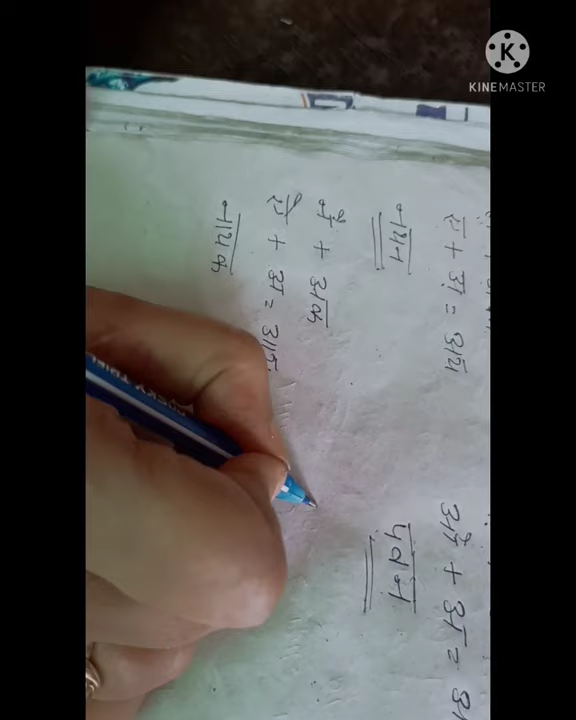 K
KINEMASTER
ए + अ = अय
नयन
नै + अक
ऐ + अ = आय
नायक
ओ + अ =
पवन